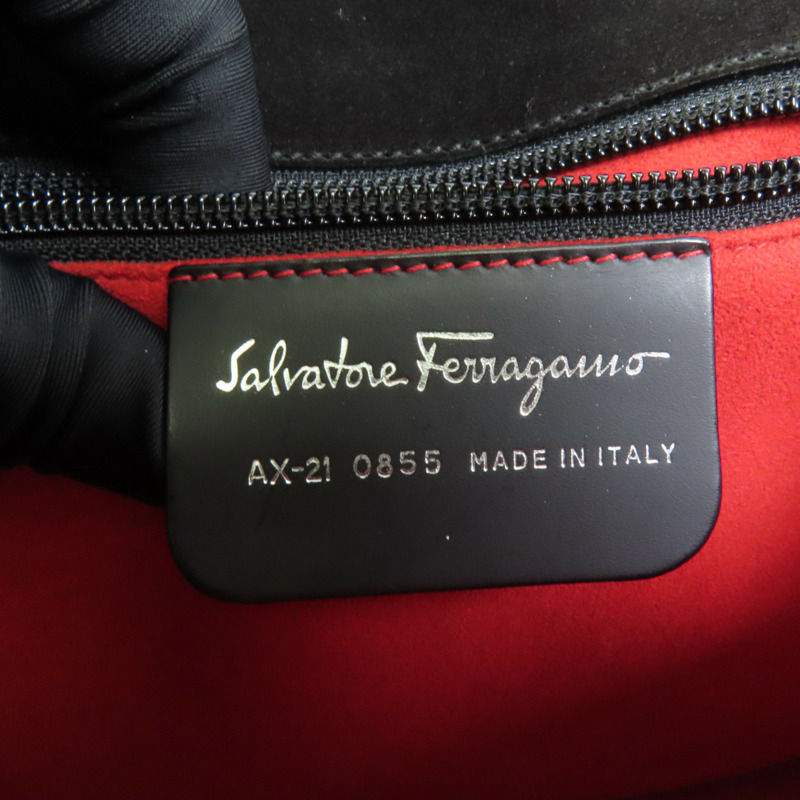 Salvatore Ferragamo
AX-21 0855 MADE IN ITALY